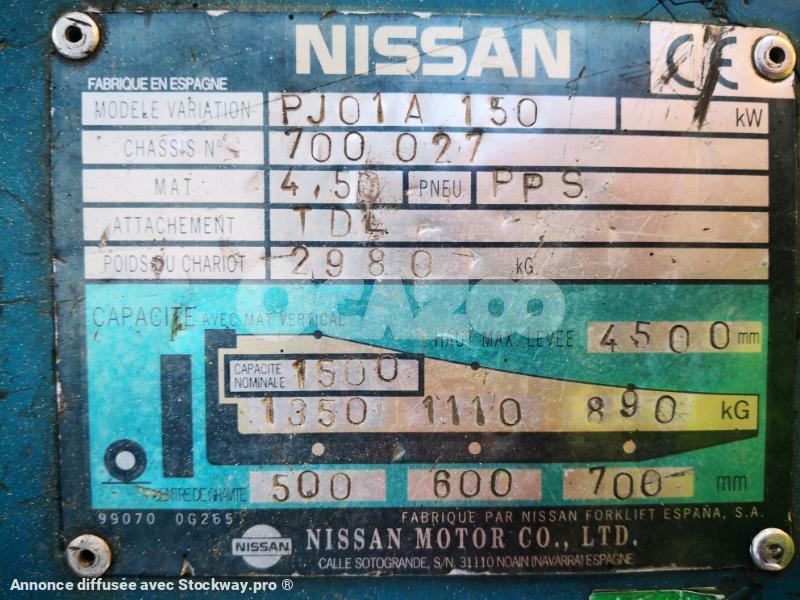 NISSAN CE
FABRIQUE EN ESPAGNE
MODELE VARIATION PJ01A 150 kW
CHASSIS Nº 700 027
MAT 4,50 PNEU PPS
ATTACHEMENT TDL
POIDS DU CHARIOT 2980 KG
OCAZOO
CAPACITE AVEC MAT VERTICAL
HAUT MAX. LEVEE 4500 mm
CAPACITE NOMINALE 1500
1350 1110 890 KG
CENTRE DE GRAVITE 500 600 700 mm
99070 0G265
FABRIQUE PAR NISSAN FORKLIFT ESPAÑA, S.A.
NISSAN NISSAN MOTOR CO., LTD.
CALLE SOTOGRANDE, S/N. 31110 NOAIN (NAVARRA) ESPAGNE
Annonce diffusée avec Stockway.pro ®